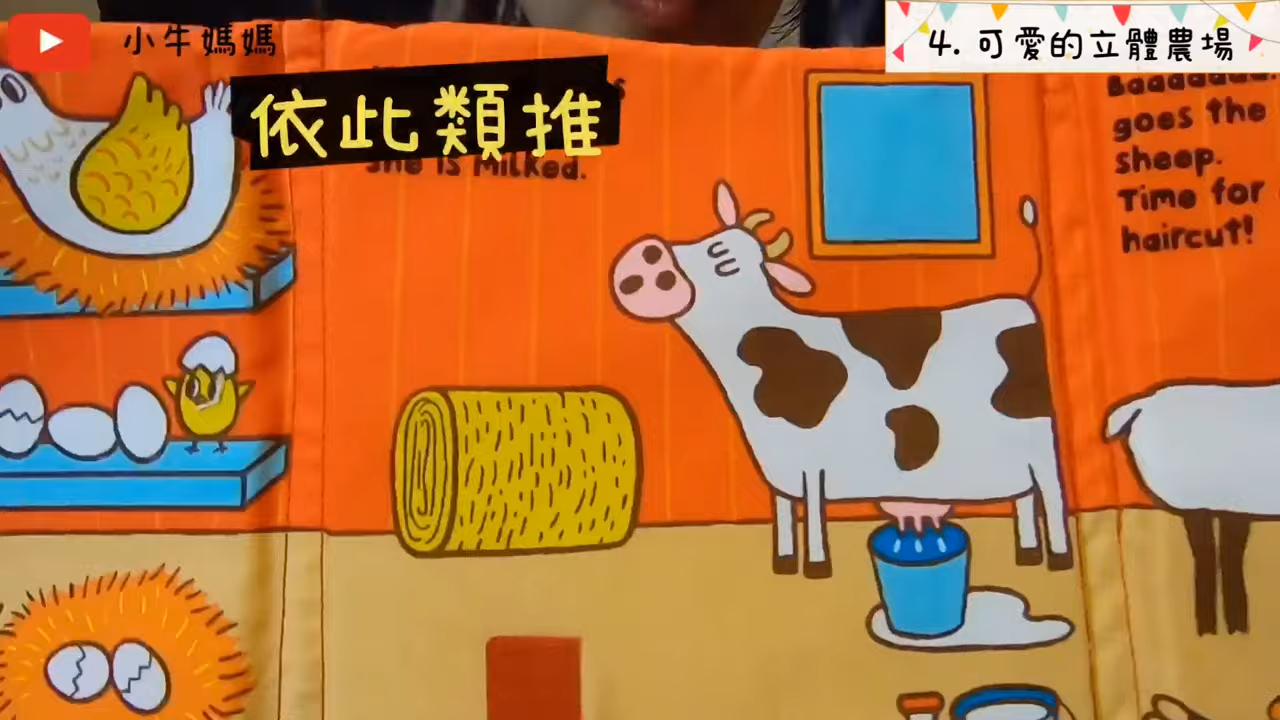 小牛媽媽
4. 可愛的立體農場
依此類推
she is milked.
Baaaaaaa.
goes the
sheep.
Time for
haircut!